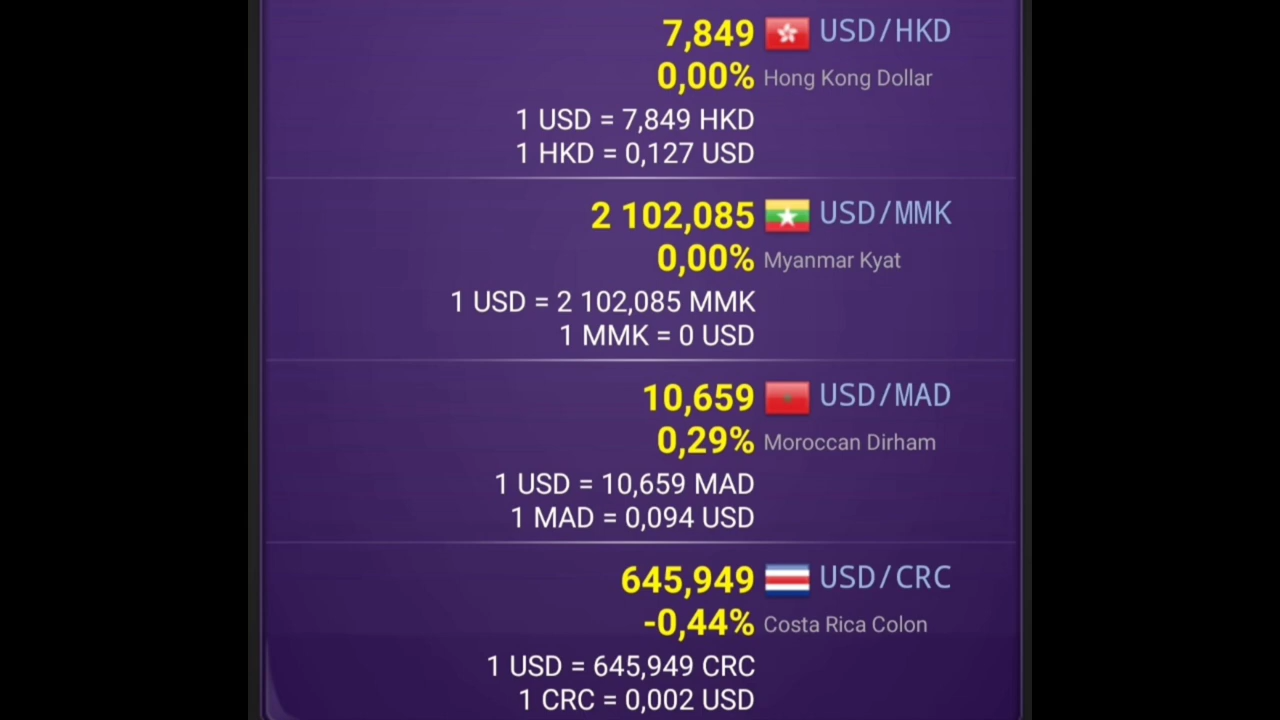 7,849 USD/HKD
0,00% Hong Kong Dollar
1 USD = 7,849 HKD
1 HKD = 0,127 USD
2 102,085 USD/MMK
0,00% Myanmar Kyat
1 USD = 2 102,085 MMK
1 MMK = 0 USD
10,659 USD/MAD
0,29% Moroccan Dirham
1 USD = 10,659 MAD
1 MAD = 0,094 USD
645,949 USD/CRC
-0,44% Costa Rica Colon
1 USD = 645,949 CRC
1 CRC = 0,002 USD